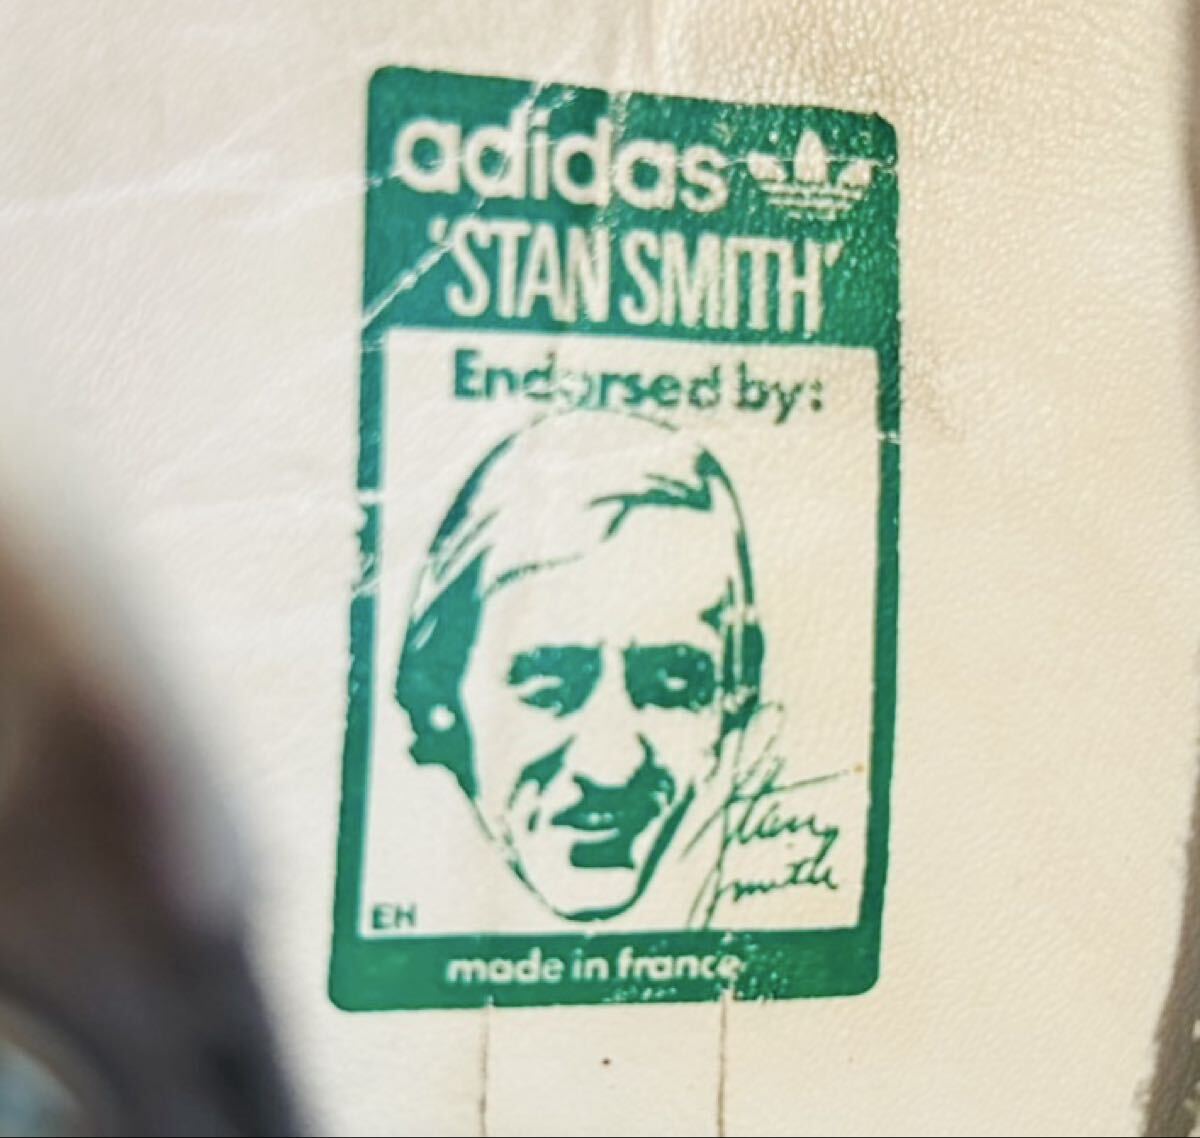 adidas
'STAN SMITH'
Endorsed by:
Stan
Smith
EH
made in france